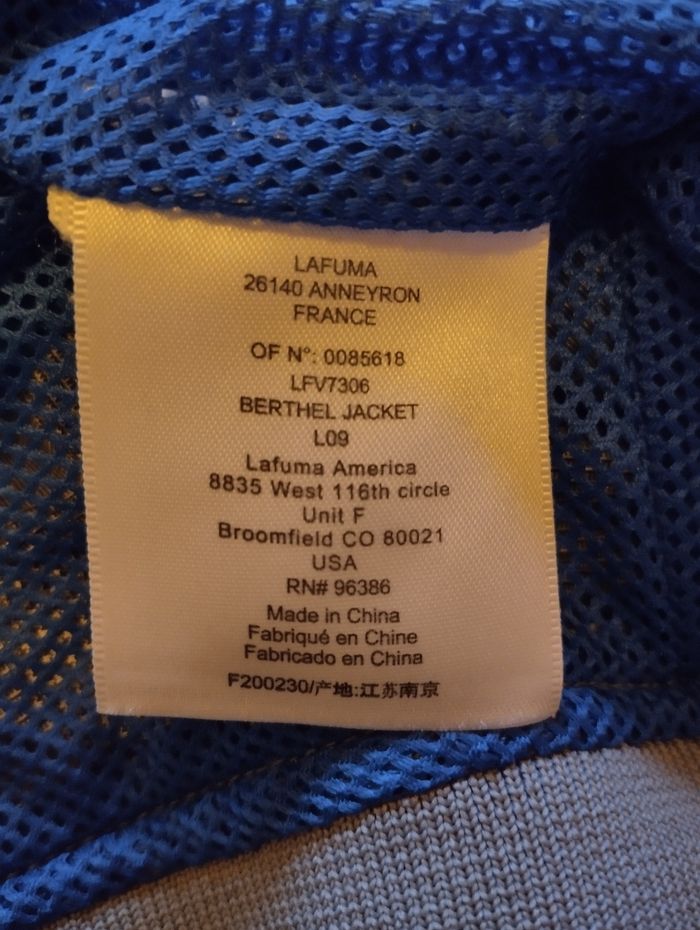 LAFUMA
26140 ANNEYRON
FRANCE
OF N°: 0085618
LFV7306
BERTHEL JACKET
L09
Lafuma America
8835 West 116th circle
Unit F
Broomfield CO 80021
USA
RN# 96386
Made in China
Fabriqué en Chine
Fabricado en China
F200230/产地:江苏南京